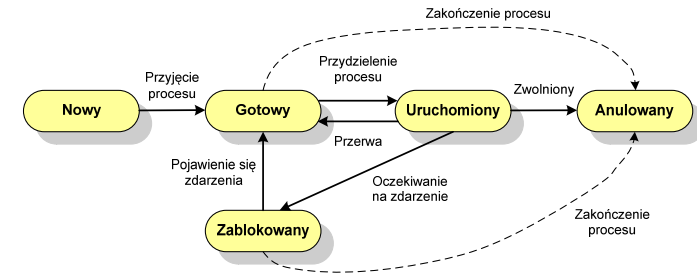 Zakończenie procesu
Przyjęcie
procesu
Przydzielenie
procesu
Zwolniony
Nowy
Gotowy
Uruchomiony
Anulowany
Przerwa
Pojawienie się
zdarzenia
Oczekiwanie
na zdarzenie
Zablokowany
Zakończenie
procesu